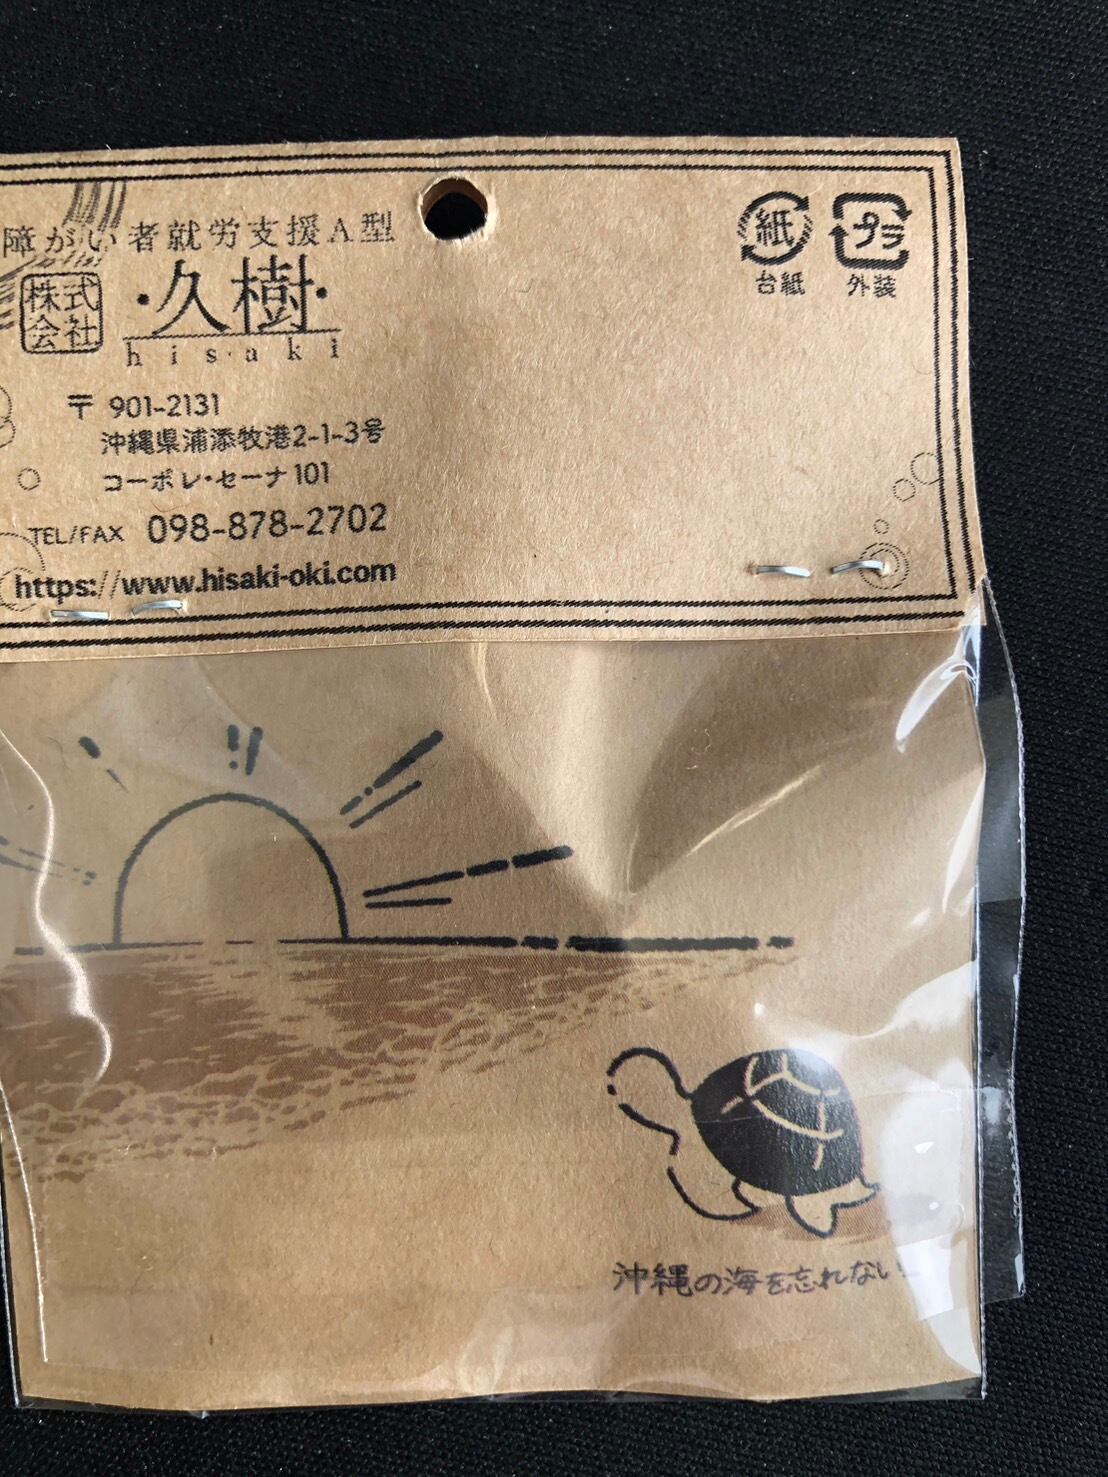 障がい者就労支援A型
株式会社
・久樹・
hisaki
〒 901-2131
沖縄県浦添牧港2-1-3号
コーポレ・セーナ101
TEL/FAX 098-878-2702
https://www.hisaki-oki.com
紙 プラ
台紙 外装
沖縄の海を忘れない